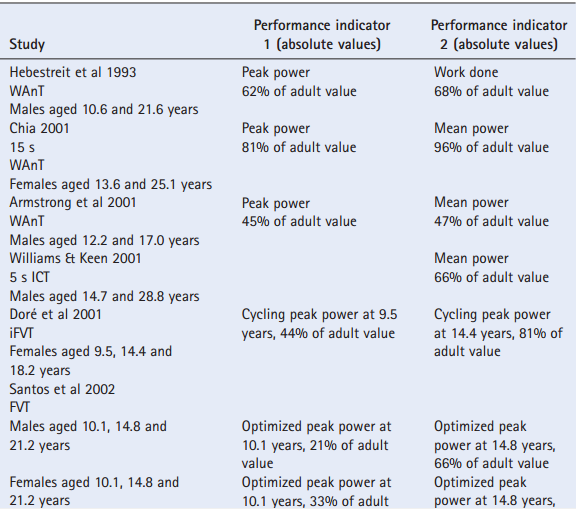 Study Performance indicator 1 (absolute values) Performance indicator 2 (absolute values)
Hebestreit et al 1993 Peak power Work done
WAnT 62% of adult value 68% of adult value
Males aged 10.6 and 21.6 years
Chia 2001 Peak power Mean power
15 s 81% of adult value 96% of adult value
WAnT
Females aged 13.6 and 25.1 years
Armstrong et al 2001 Peak power Mean power
WAnT 45% of adult value 47% of adult value
Males aged 12.2 and 17.0 years
Williams & Keen 2001 Mean power
5 s ICT 66% of adult value
Males aged 14.7 and 28.8 years
Doré et al 2001 Cycling peak power at 9.5 Cycling peak power
iFVT years, 44% of adult value at 14.4 years, 81% of
Females aged 9.5, 14.4 and adult value
18.2 years
Santos et al 2002
FVT
Males aged 10.1, 14.8 and Optimized peak power at Optimized peak
21.2 years 10.1 years, 21% of adult power at 14.8 years,
value 66% of adult value
Females aged 10.1, 14.8 and Optimized peak power at Optimized peak
21.2 years 10.1 years, 33% of adult power at 14.8 years,